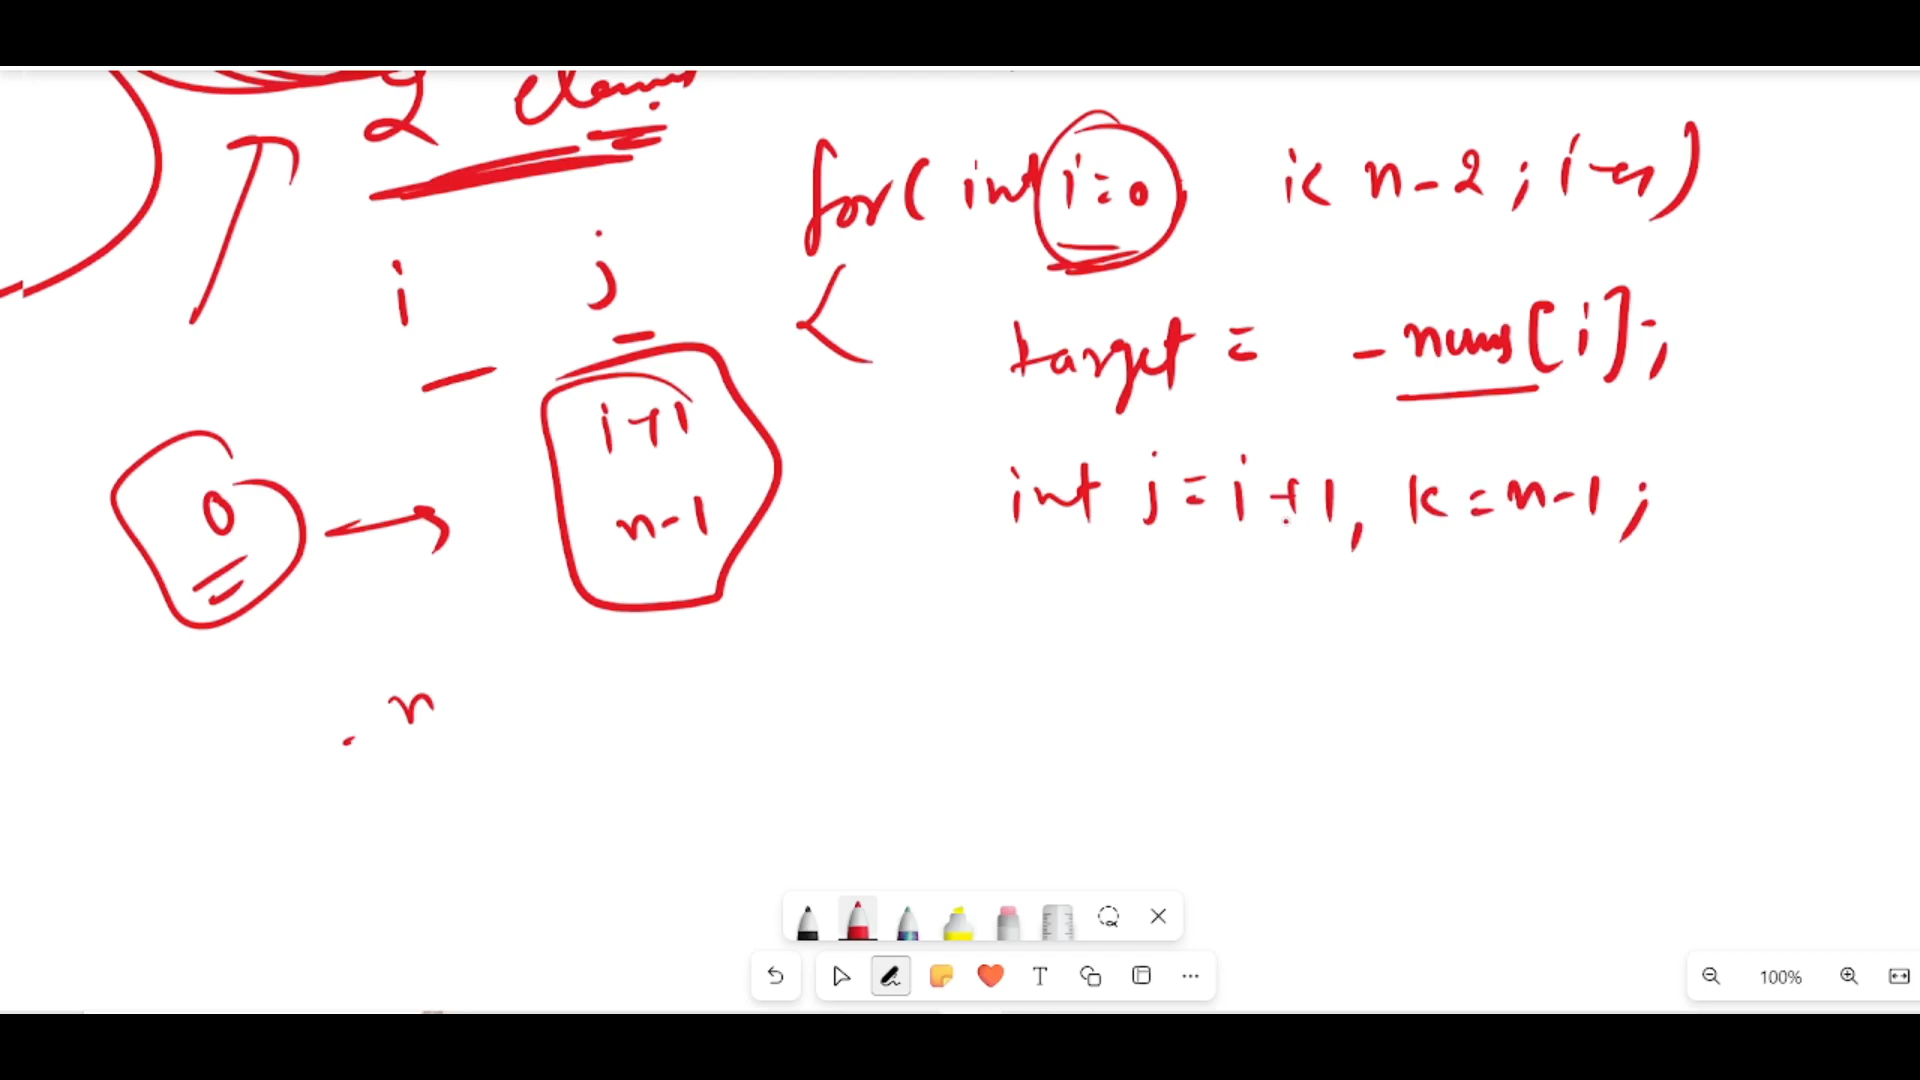 2
for( int i=0 i< n-2 ; i++)
i j
target = - nums[i];
i+1
n-1
0
int j=i+1, k=n-1;
n
100%